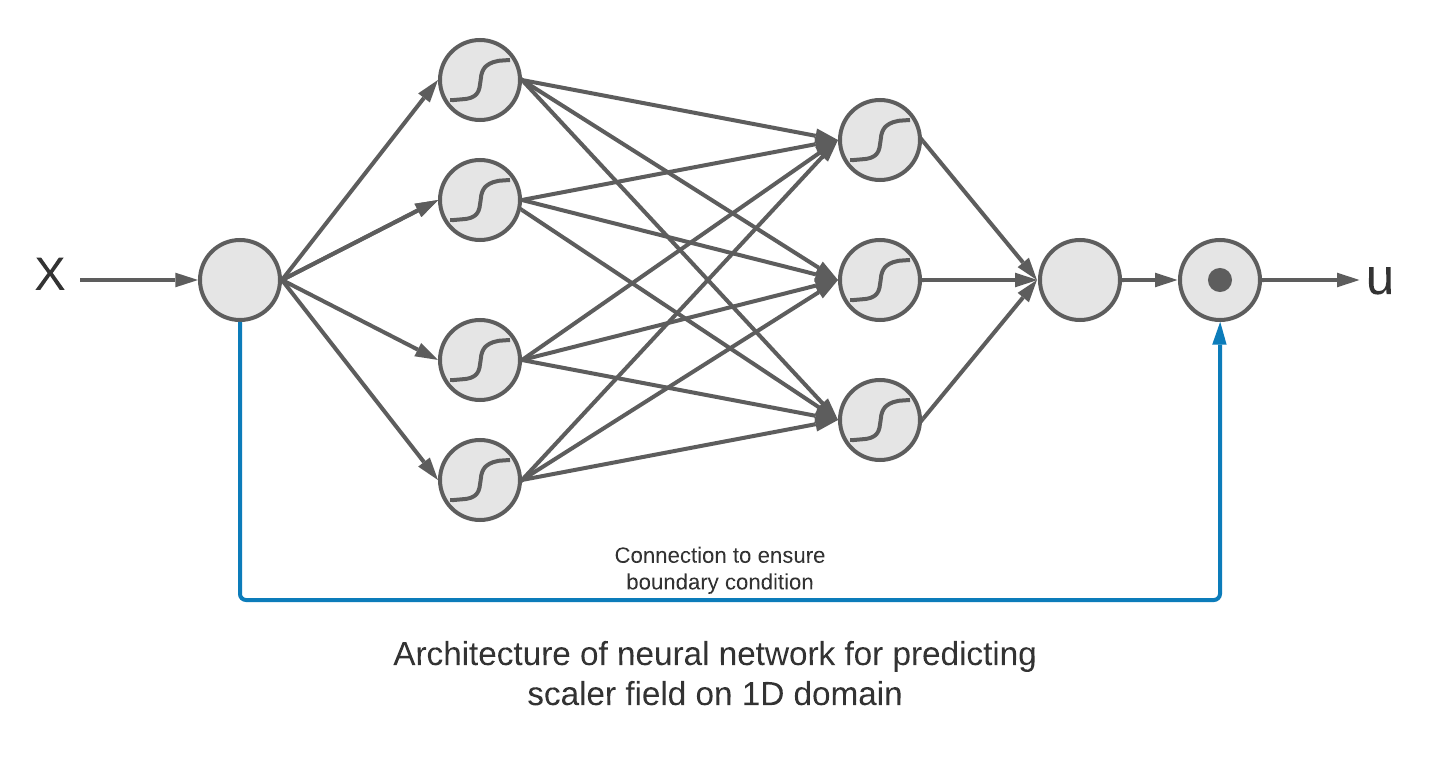 X
u
Connection to ensure
boundary condition
Architecture of neural network for predicting
scaler field on 1D domain